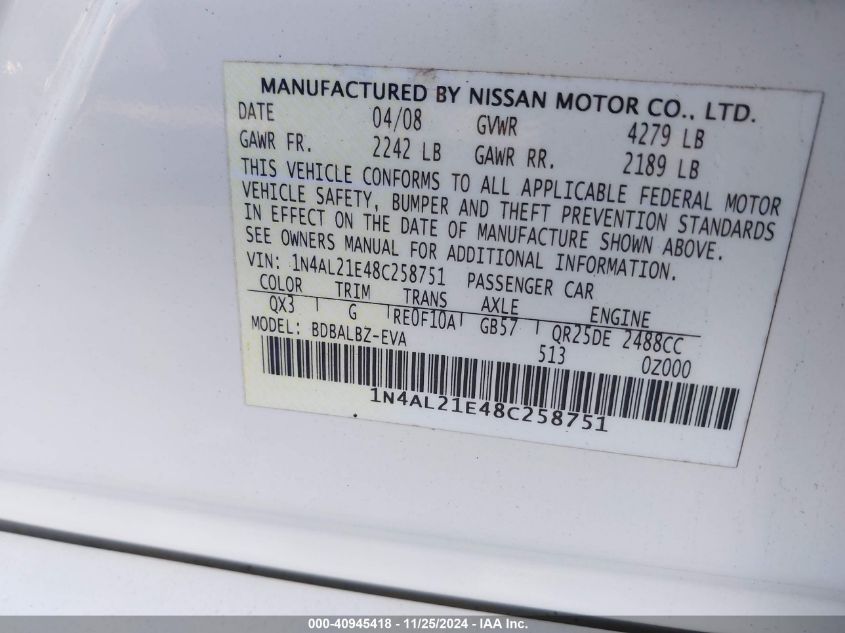 MANUFACTURED BY NISSAN MOTOR CO., LTD.
DATE 04/08 GVWR 4279 LB
GAWR FR. 2242 LB GAWR RR. 2189 LB
THIS VEHICLE CONFORMS TO ALL APPLICABLE FEDERAL MOTOR
VEHICLE SAFETY, BUMPER AND THEFT PREVENTION STANDARDS
IN EFFECT ON THE DATE OF MANUFACTURE SHOWN ABOVE.
SEE OWNERS MANUAL FOR ADDITIONAL INFORMATION.
VIN: 1N4AL21E48C258751 PASSENGER CAR
COLOR TRIM TRANS AXLE ENGINE
QX3 G RE0F10A GB57 QR25DE 2488CC
MODEL: BDBALBZ-EVA 513 0Z000
1N4AL21E48C258751
000-40945418 - 11/25/2024 - IAA Inc.